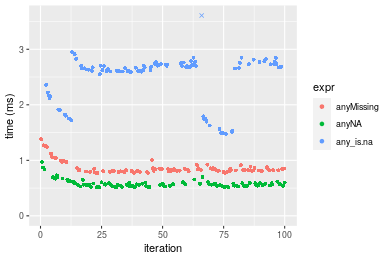 3
2
1
0
time (ms)
0
25
50
75
100
iteration
expr
anyMissing
anyNA
any_is.na